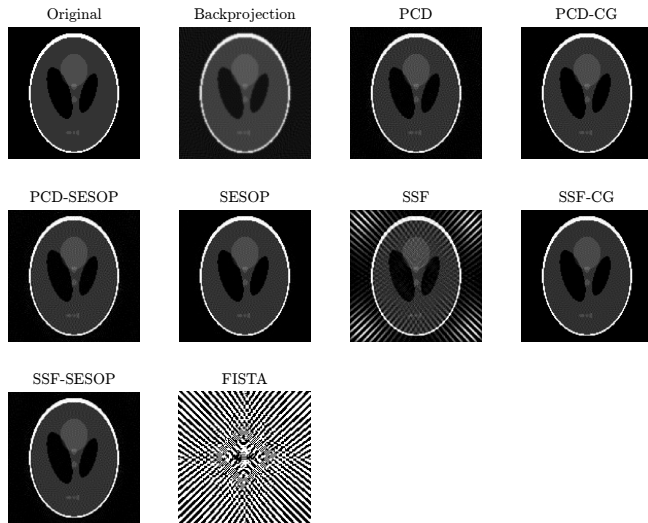 Original Backprojection PCD PCD-CG
PCD-SESOP SESOP SSF SSF-CG
SSF-SESOP FISTA